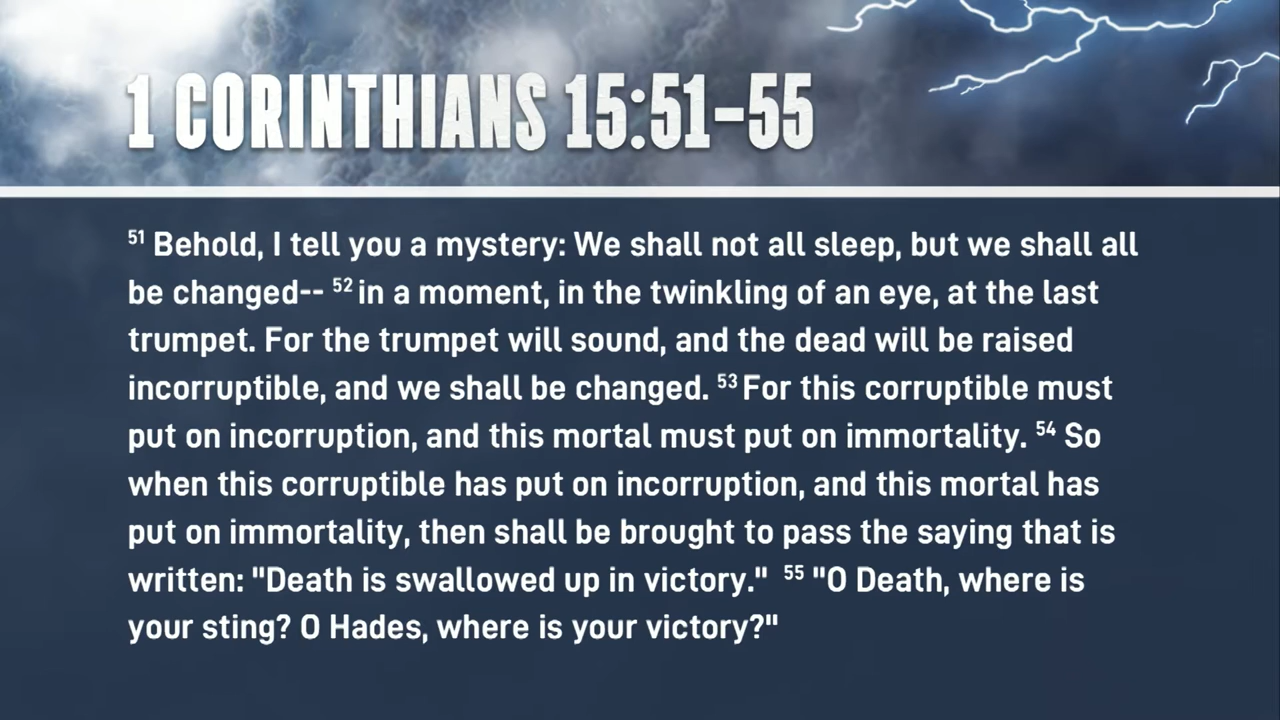 1 CORINTHIANS 15:51-55
51 Behold, I tell you a mystery: We shall not all sleep, but we shall all
be changed-- 52 in a moment, in the twinkling of an eye, at the last
trumpet. For the trumpet will sound, and the dead will be raised
incorruptible, and we shall be changed. 53 For this corruptible must
put on incorruption, and this mortal must put on immortality. 54 So
when this corruptible has put on incorruption, and this mortal has
put on immortality, then shall be brought to pass the saying that is
written: "Death is swallowed up in victory." 55 "O Death, where is
your sting? O Hades, where is your victory?"